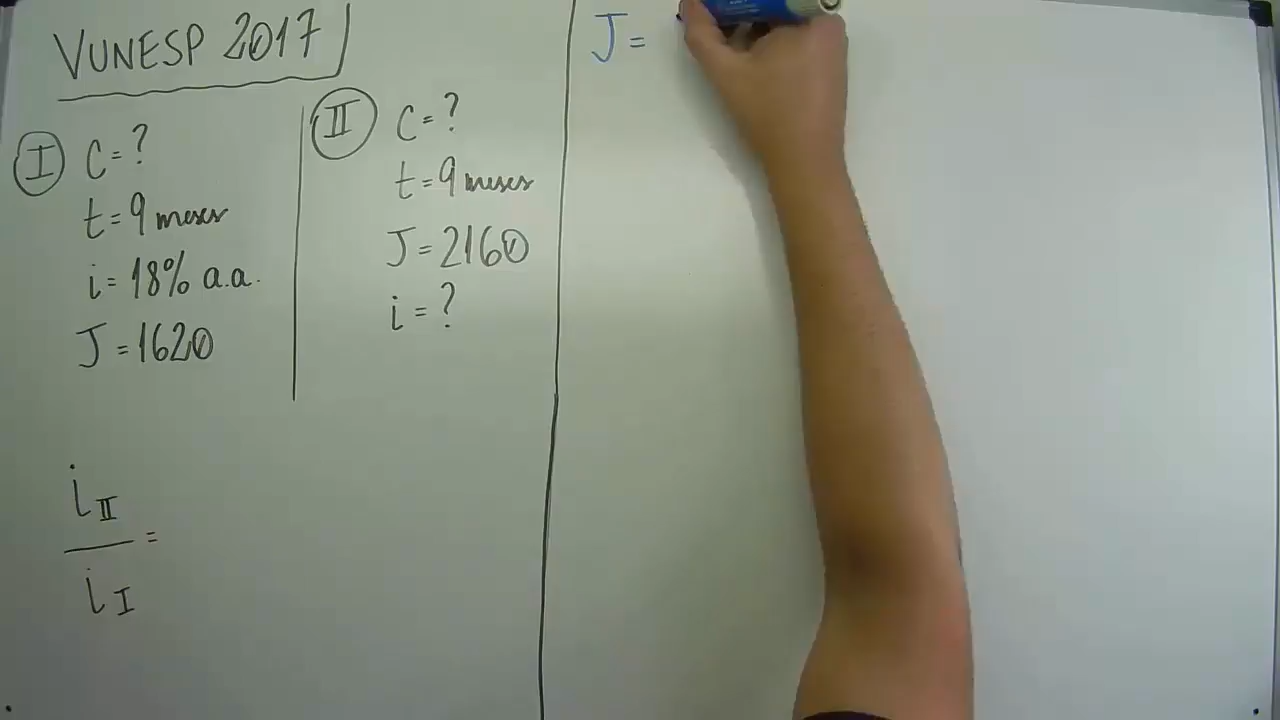 VUNESP 2017
I C = ?
t = 9 meses
i = 18% a.a.
J = 1620
II C = ?
t = 9 meses
J = 2160
i = ?
i II
i I
=
J =